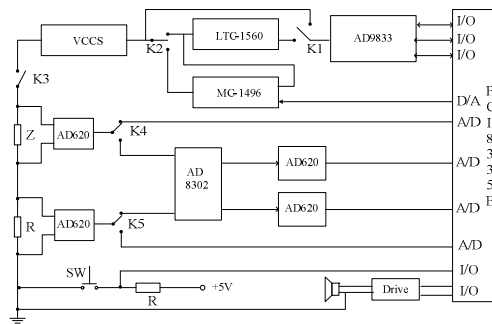 VCCS
K2
LTG-1560
K1
AD9833
I/O
I/O
I/O
K3
MG-1496
D/A
Z
AD620
K4
A/D
AD
8302
AD620
A/D
R
AD620
K5
AD620
A/D
A/D
SW
I/O
R
+5V
Drive
I/O